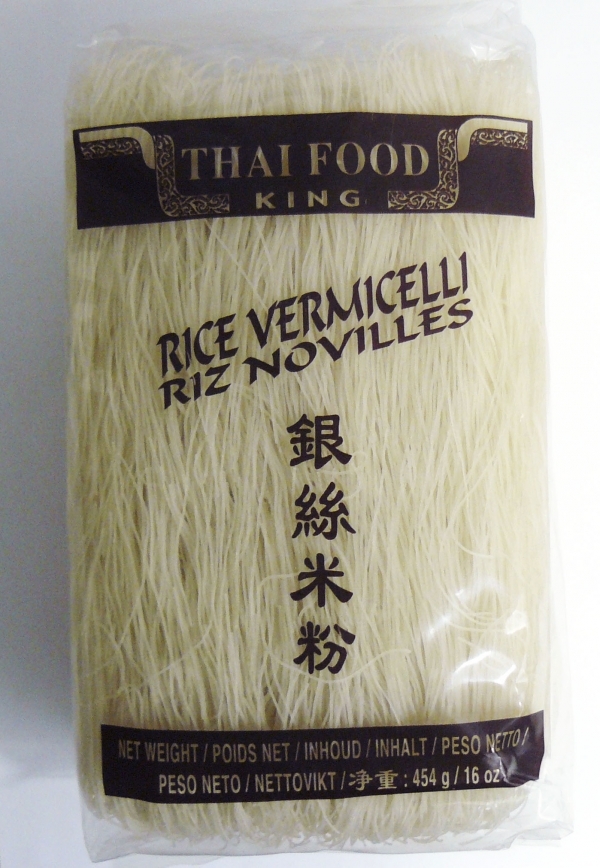 THAI FOOD
KING
RICE VERMICELLI
RIZ NOVILLES
銀
絲
米
粉
NET WEIGHT / POIDS NET / INHOUD / INHALT / PESO NETTO /
PESO NETO / NETTOVIKT / 净重 : 454 g / 16 oz